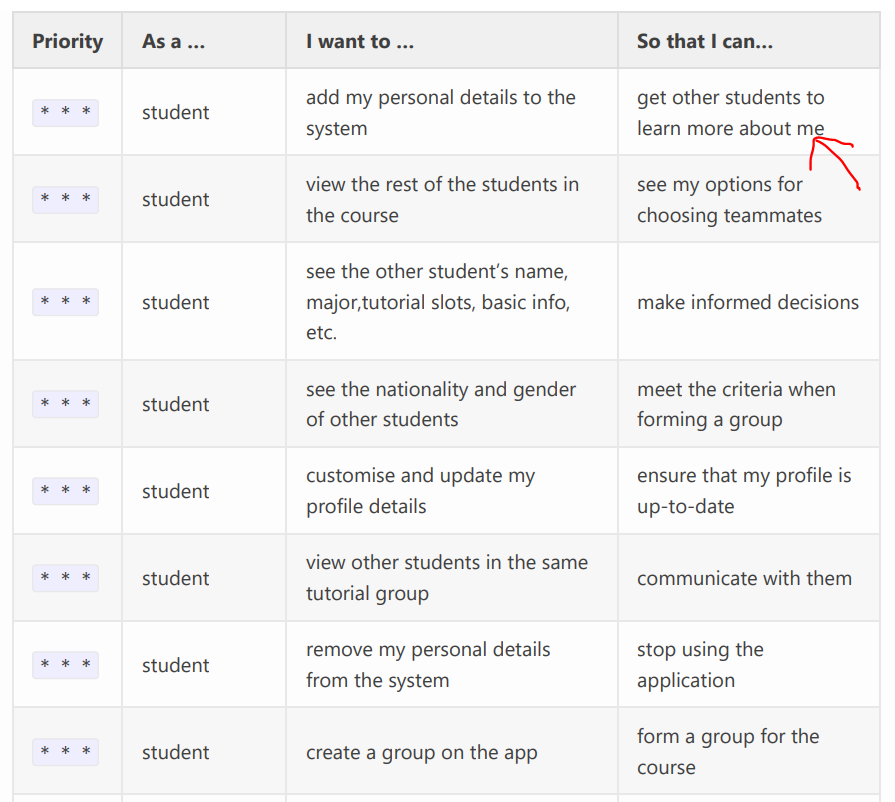 Priority As a ... I want to ... So that I can...
* * * student add my personal details to the
system get other students to
learn more about me
* * * student view the rest of the students in
the course see my options for
choosing teammates
* * * student see the other student’s name,
major,tutorial slots, basic info,
etc. make informed decisions
* * * student see the nationality and gender
of other students meet the criteria when
forming a group
* * * student customise and update my
profile details ensure that my profile is
up-to-date
* * * student view other students in the same
tutorial group communicate with them
* * * student remove my personal details
from the system stop using the
application
* * * student create a group on the app form a group for the
course